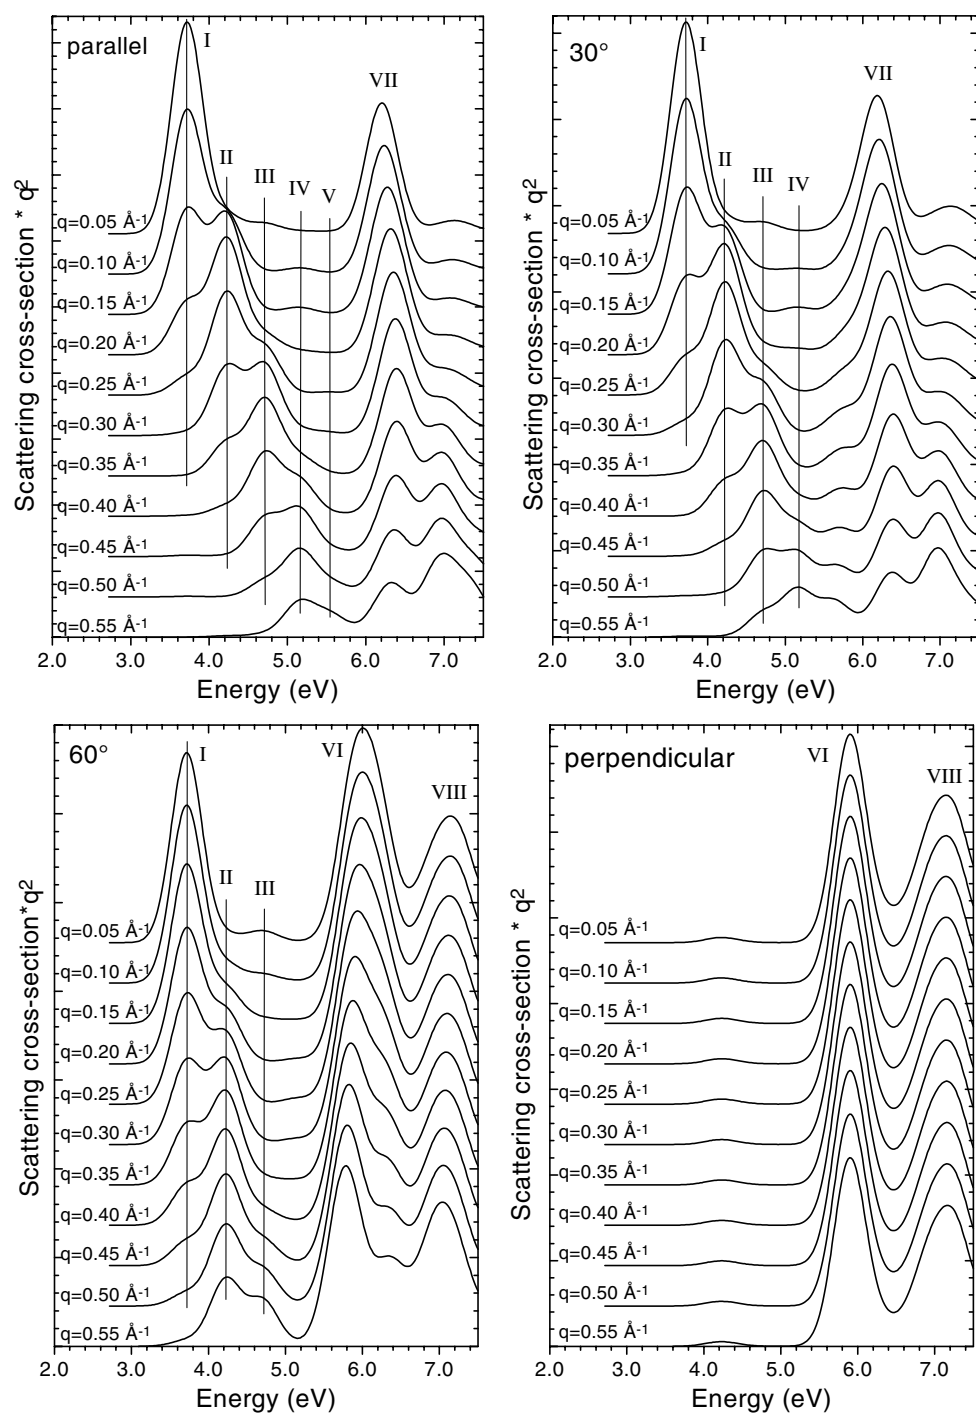 parallel
I
II
III
IV
V
VII
Scattering cross-section * q2
q=0.05 Å-1
q=0.10 Å-1
q=0.15 Å-1
q=0.20 Å-1
q=0.25 Å-1
q=0.30 Å-1
q=0.35 Å-1
q=0.40 Å-1
q=0.45 Å-1
q=0.50 Å-1
q=0.55 Å-1
2.0 3.0 4.0 5.0 6.0 7.0
Energy (eV)
30°
I
II
III
IV
VII
Scattering cross-section * q2
q=0.05 Å-1
q=0.10 Å-1
q=0.15 Å-1
q=0.20 Å-1
q=0.25 Å-1
q=0.30 Å-1
q=0.35 Å-1
q=0.40 Å-1
q=0.45 Å-1
q=0.50 Å-1
q=0.55 Å-1
2.0 3.0 4.0 5.0 6.0 7.0
Energy (eV)
60°
I
II
III
VI
VIII
Scattering cross-section*q2
q=0.05 Å-1
q=0.10 Å-1
q=0.15 Å-1
q=0.20 Å-1
q=0.25 Å-1
q=0.30 Å-1
q=0.35 Å-1
q=0.40 Å-1
q=0.45 Å-1
q=0.50 Å-1
q=0.55 Å-1
2.0 3.0 4.0 5.0 6.0 7.0
Energy (eV)
perpendicular
VI
VIII
Scattering cross-section * q2
q=0.05 Å-1
q=0.10 Å-1
q=0.15 Å-1
q=0.20 Å-1
q=0.25 Å-1
q=0.30 Å-1
q=0.35 Å-1
q=0.40 Å-1
q=0.45 Å-1
q=0.50 Å-1
q=0.55 Å-1
2.0 3.0 4.0 5.0 6.0 7.0
Energy (eV)